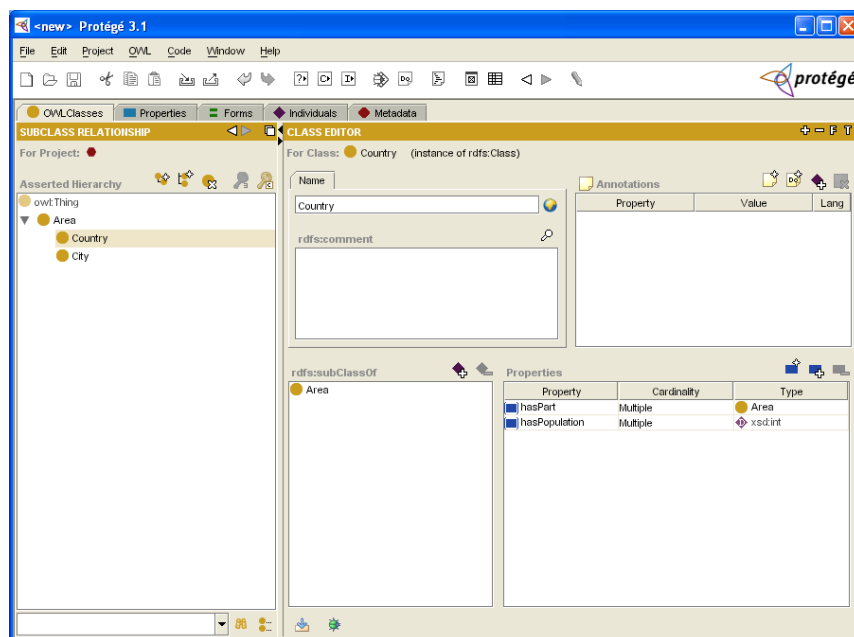 <new> Protégé 3.1
File Edit Project OWL Code Window Help
protégé
OWLClasses Properties Forms Individuals Metadata
SUBCLASS RELATIONSHIP
For Project:
Asserted Hierarchy
owl:Thing
Area
Country
City
CLASS EDITOR
F T
For Class: Country (instance of rdfs:Class)
Name
Country
rdfs:comment
Annotations
Property Value Lang
rdfs:subClassOf
Area
Properties
Property Cardinality Type
hasPart Multiple Area
hasPopulation Multiple xsd:int